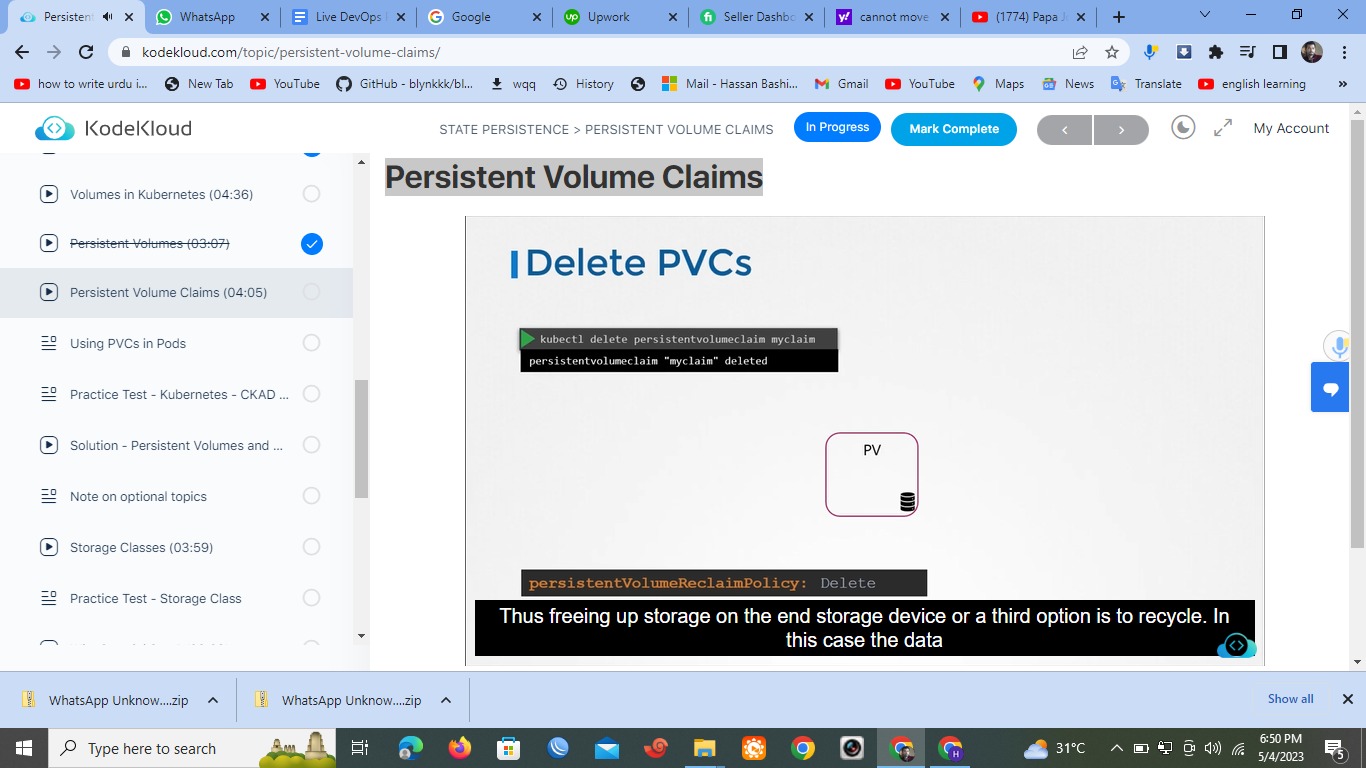 Persistent
WhatsApp
Live DevOps
Google
Upwork
Seller Dashbo
cannot move
(1774) Papa J
kodekloud.com/topic/persistent-volume-claims/
how to write urdu i...
New Tab
YouTube
GitHub - blynkkk/bl...
wqq
History
Mail - Hassan Bashi...
Gmail
YouTube
Maps
News
Translate
english learning
»
KodeKloud
STATE PERSISTENCE > PERSISTENT VOLUME CLAIMS
In Progress
Mark Complete
My Account
Volumes in Kubernetes (04:36)
Persistent Volumes (03:07)
Persistent Volume Claims (04:05)
Using PVCs in Pods
Practice Test - Kubernetes - CKAD ...
Solution - Persistent Volumes and ...
Note on optional topics
Storage Classes (03:59)
Practice Test - Storage Class
Persistent Volume Claims
Delete PVCs
kubectl delete persistentvolumeclaim myclaim
persistentvolumeclaim "myclaim" deleted
PV
persistentVolumeReclaimPolicy: Delete
Thus freeing up storage on the end storage device or a third option is to recycle. In
this case the data
WhatsApp Unknow....zip
WhatsApp Unknow....zip
Show all
Type here to search
H
31°C
6:50 PM
5/4/2023
5